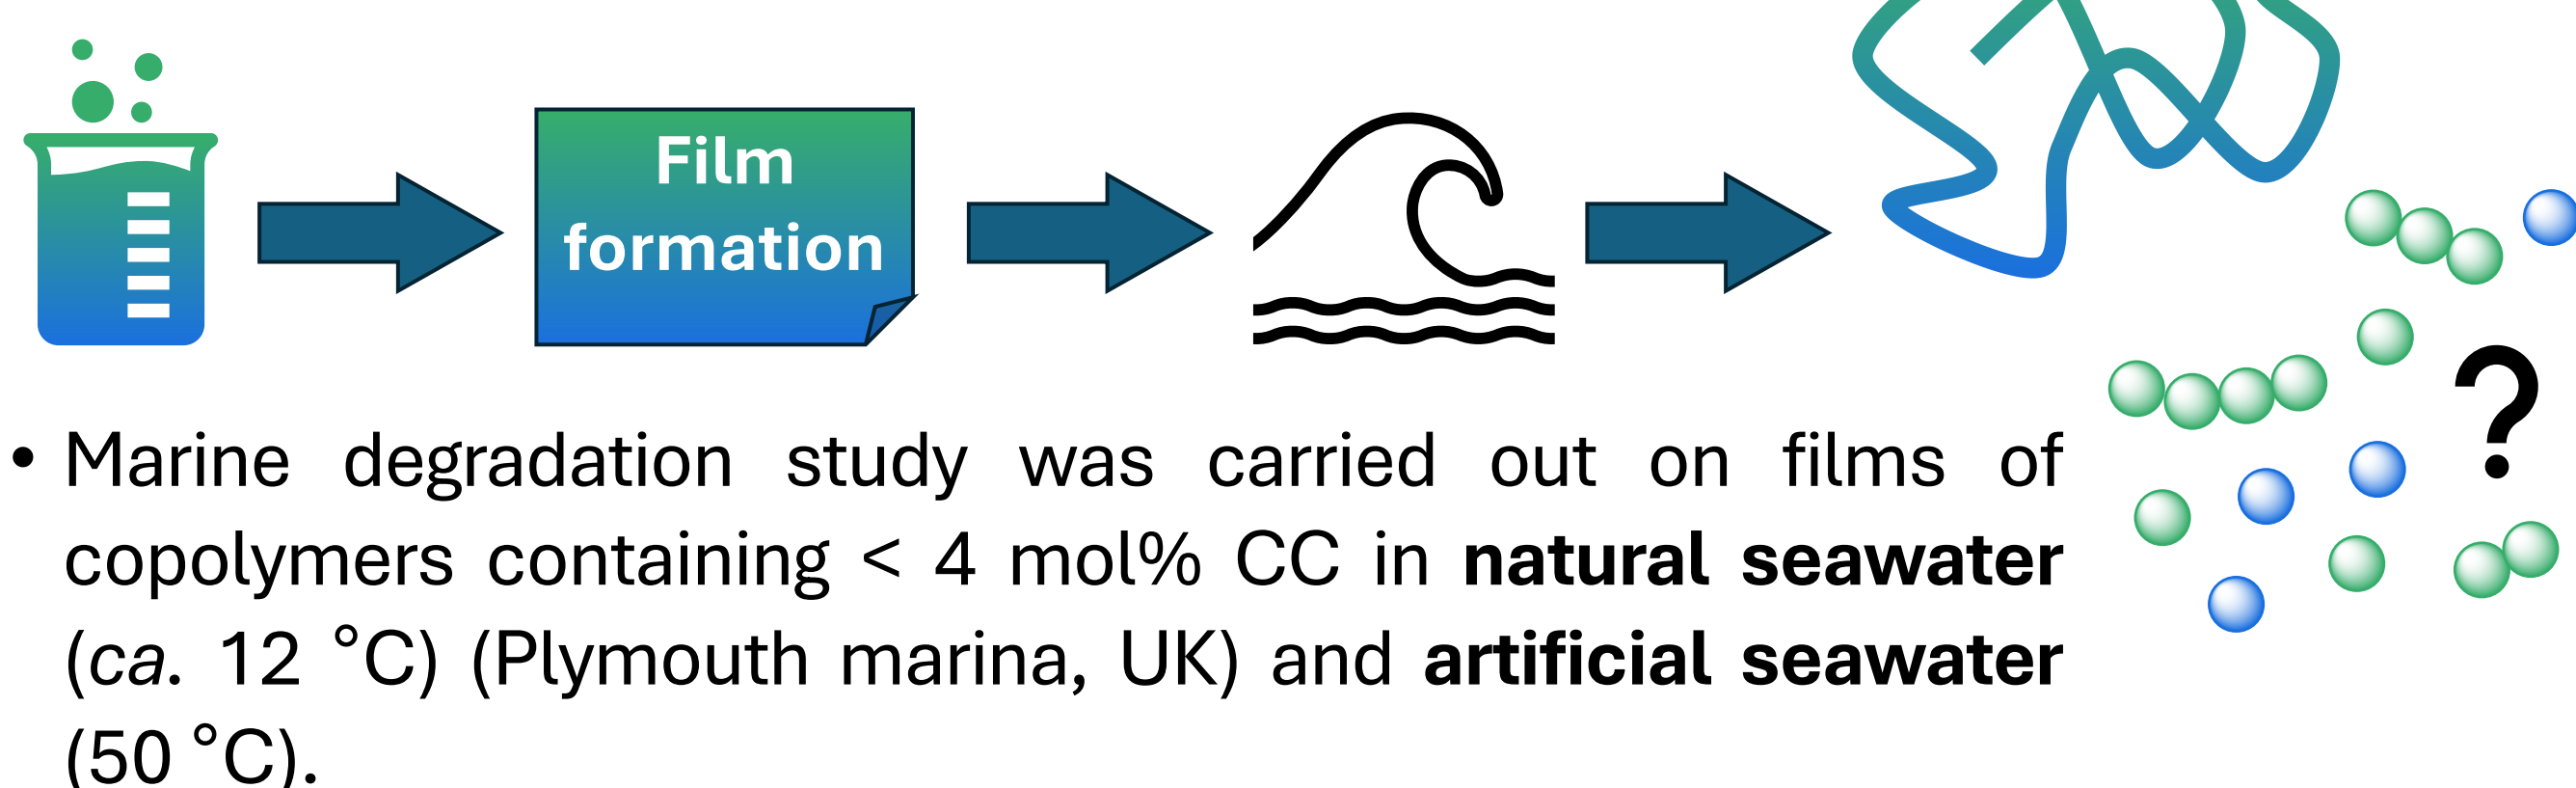 Film
formation
?
• Marine degradation study was carried out on films of
copolymers containing < 4 mol% CC in natural seawater
(ca. 12 °C) (Plymouth marina, UK) and artificial seawater
(50 °C).